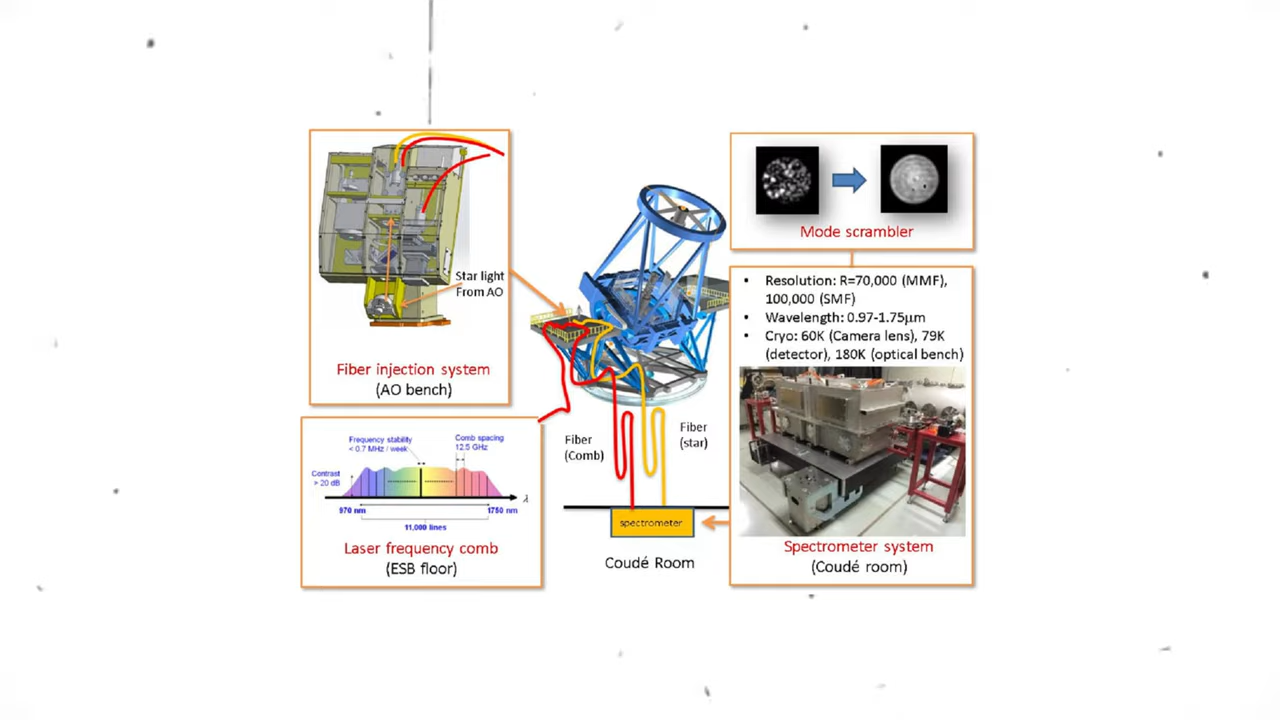 Star light
From AO
Fiber injection system
(AO bench)
Frequency stability
< 0.7 MHz / week
Comb spacing
12.5 GHz
Contrast
> 20 dB
λ
970 nm
1750 nm
11,000 lines
Laser frequency comb
(ESB floor)
Fiber
(Comb)
Fiber
(star)
spectrometer
Coudé Room
Mode scrambler
• Resolution: R=70,000 (MMF),
100,000 (SMF)
• Wavelength: 0.97-1.75μm
• Cryo: 60K (Camera lens), 79K
(detector), 180K (optical bench)
Spectrometer system
(Coudé room)